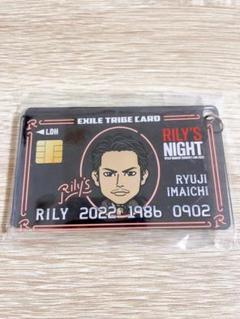 EXILE TRIBE CARD
◀ LDH
RILY'S
NIGHT
Rily's
RYUJI
IMAICHI
RILY 2022 1986 0902